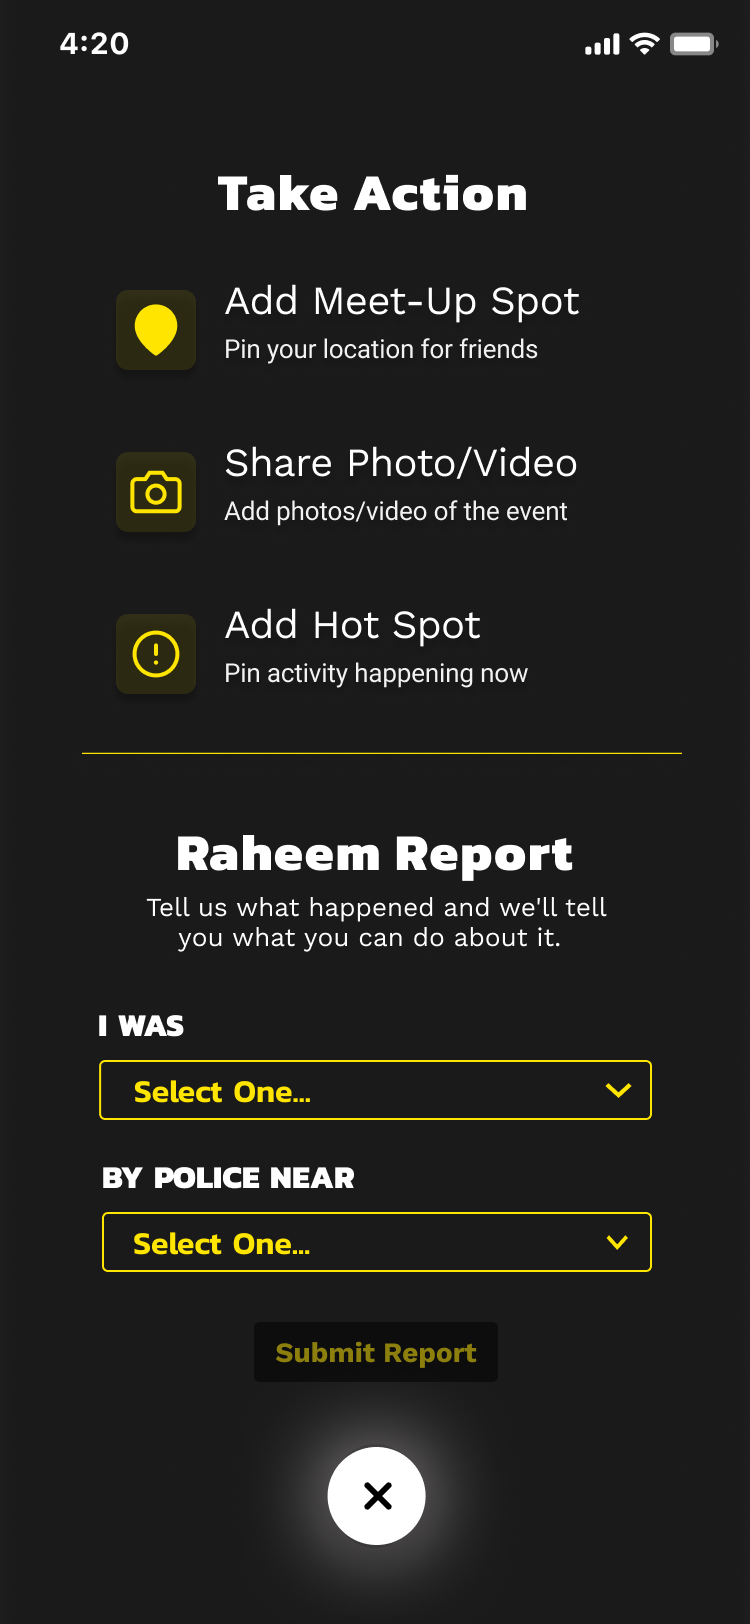 4:20
Take Action
Add Meet-Up Spot
Pin your location for friends
Share Photo/Video
Add photos/video of the event
Add Hot Spot
Pin activity happening now
Raheem Report
Tell us what happened and we'll tell
you what you can do about it.
I WAS
Select One...
BY POLICE NEAR
Select One...
Submit Report